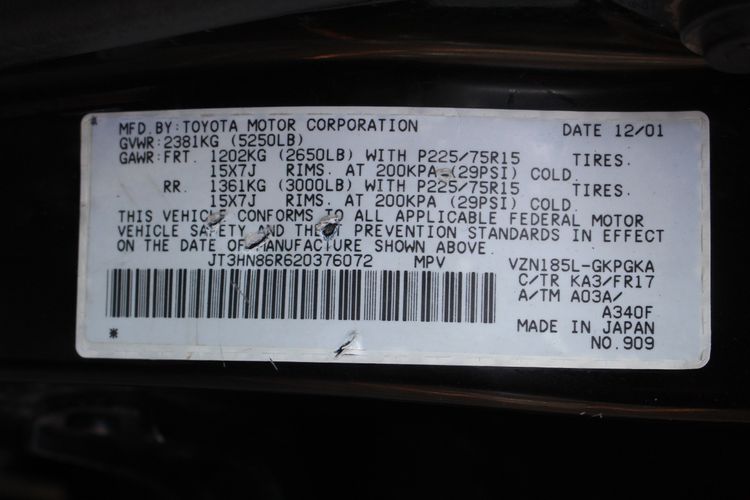 MFD.BY:TOYOTA MOTOR CORPORATION DATE 12/01
GVWR:2381KG (5250LB)
GAWR:FRT. 1202KG (2650LB) WITH P225/75R15 TIRES.
15X7J RIMS. AT 200KPA (29PSI) COLD.
RR. 1361KG (3000LB) WITH P225/75R15 TIRES.
15X7J RIMS. AT 200KPA (29PSI) COLD.
THIS VEHICLE CONFORMS TO ALL APPLICABLE FEDERAL MOTOR
VEHICLE SAFETY AND THEFT PREVENTION STANDARDS IN EFFECT
ON THE DATE OF MANUFACTURE SHOWN ABOVE.
JT3HN86R620376072 MPV VZN185L-GKPGKA
C/TR KA3/FR17
A/TM A03A/
A340F
MADE IN JAPAN
* NO.909